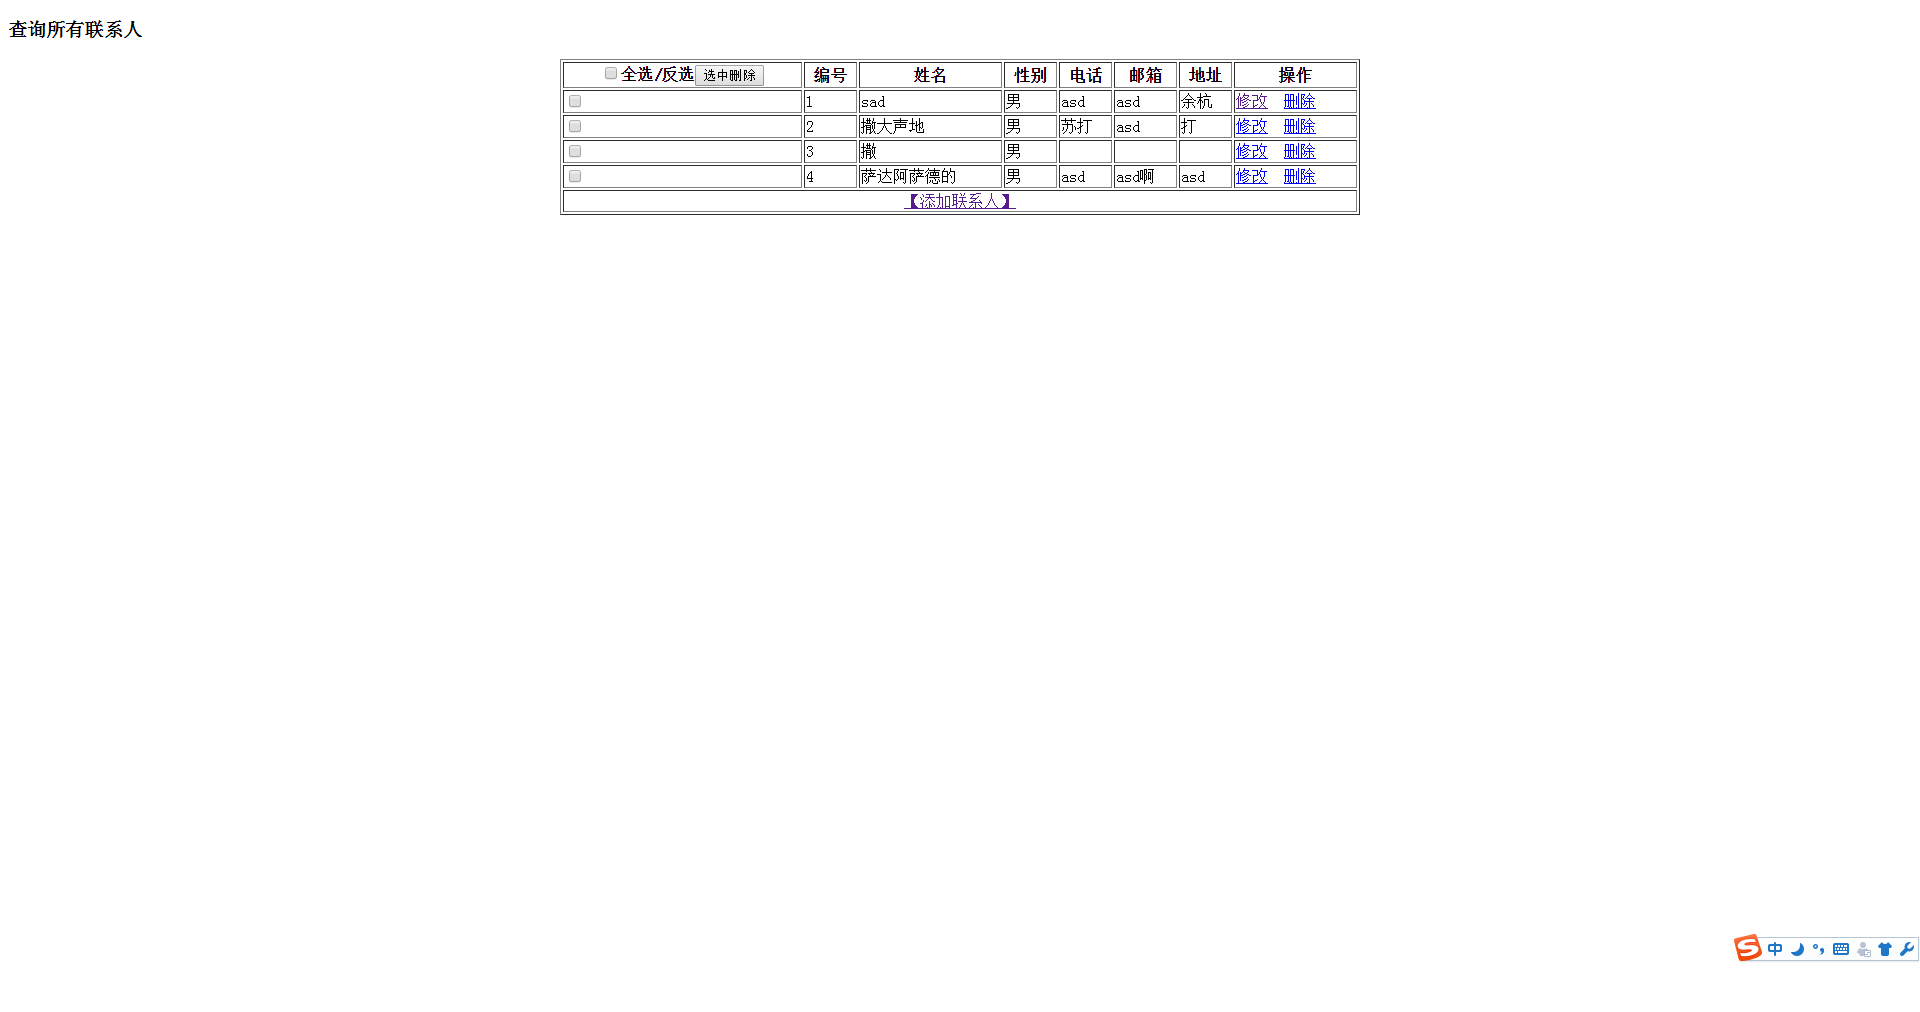 查询所有联系人
全选/反选 选中删除 编号 姓名 性别 电话 邮箱 地址 操作
1 sad 男 asd asd 余杭 修改 删除
2 撒大声地 男 苏打 asd 打 修改 删除
3 撒 男 修改 删除
4 萨达阿萨德的 男 asd asd啊 asd 修改 删除
【添加联系人】
S 中 °,